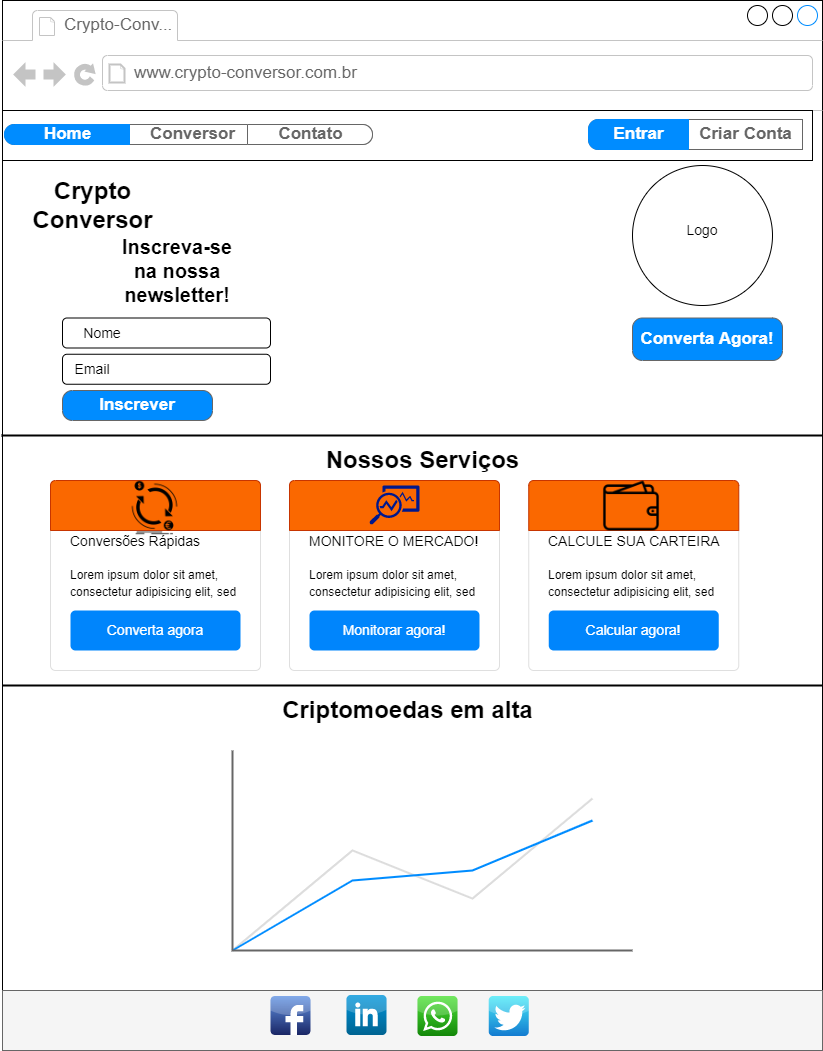 Crypto-Conv...
www.crypto-conversor.com.br
Home Conversor Contato Entrar Criar Conta
Crypto
Conversor
Inscreva-se
na nossa
newsletter!
Logo
Nome
Converta Agora!
Email
Inscrever
Nossos Serviços
Conversões Rápidas
Lorem ipsum dolor sit amet,
consectetur adipisicing elit, sed
Converta agora
MONITORE O MERCADO!
Lorem ipsum dolor sit amet,
consectetur adipisicing elit, sed
Monitorar agora!
CALCULE SUA CARTEIRA
Lorem ipsum dolor sit amet,
consectetur adipisicing elit, sed
Calcular agora!
Criptomoedas em alta
f
in